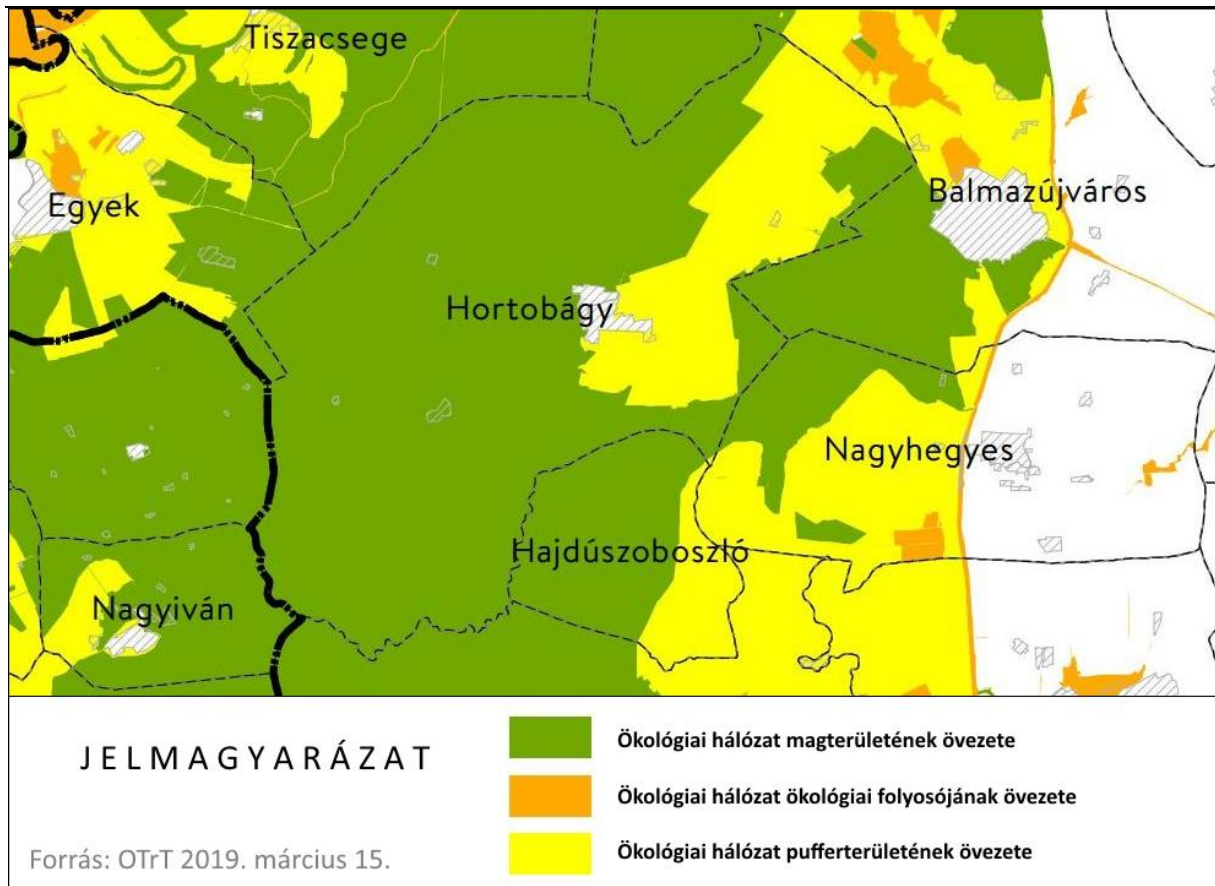 Tiszacsege
Egyek
Balmazújváros
Hortobágy
Nagyhegyes
Hajdúszoboszló
Nagyiván
JELMAGYARÁZAT
Ökológiai hálózat magterületének övezete
Ökológiai hálózat ökológiai folyosójának övezete
Ökológiai hálózat pufferterületének övezete
Forrás: OTrT 2019. március 15.